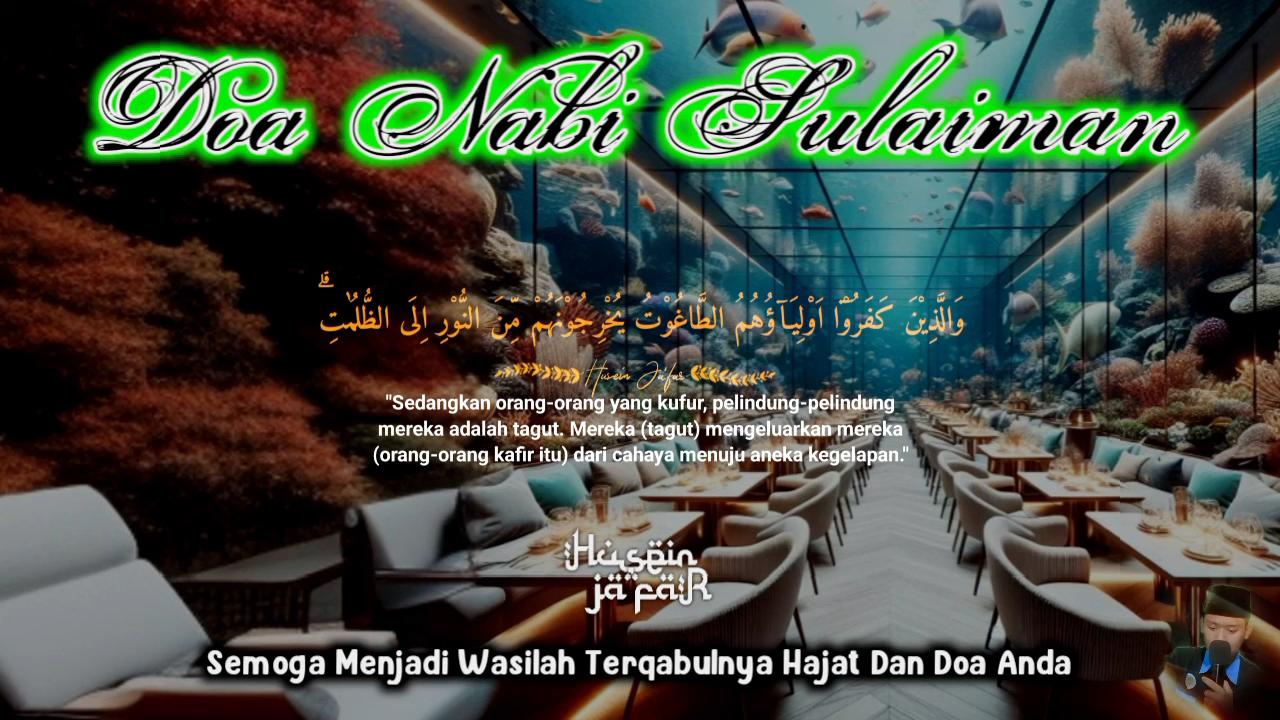 Doa Nabi Sulaiman
وَالَّذِيْنَ كَفَرُوْٓا اَوْلِيَاۤؤُهُمُ الطَّاغُوْتُ يُخْرِجُوْنَهُمْ مِّنَ النُّوْرِ اِلَى الظُّلُمٰتِۗ
Husein Ja'far
"Sedangkan orang-orang yang kufur, pelindung-pelindung
mereka adalah tagut. Mereka (tagut) mengeluarkan mereka
(orang-orang kafir itu) dari cahaya menuju aneka kegelapan."
Husein
ja'faR
Semoga Menjadi Wasilah Terqabulnya Hajat Dan Doa Anda